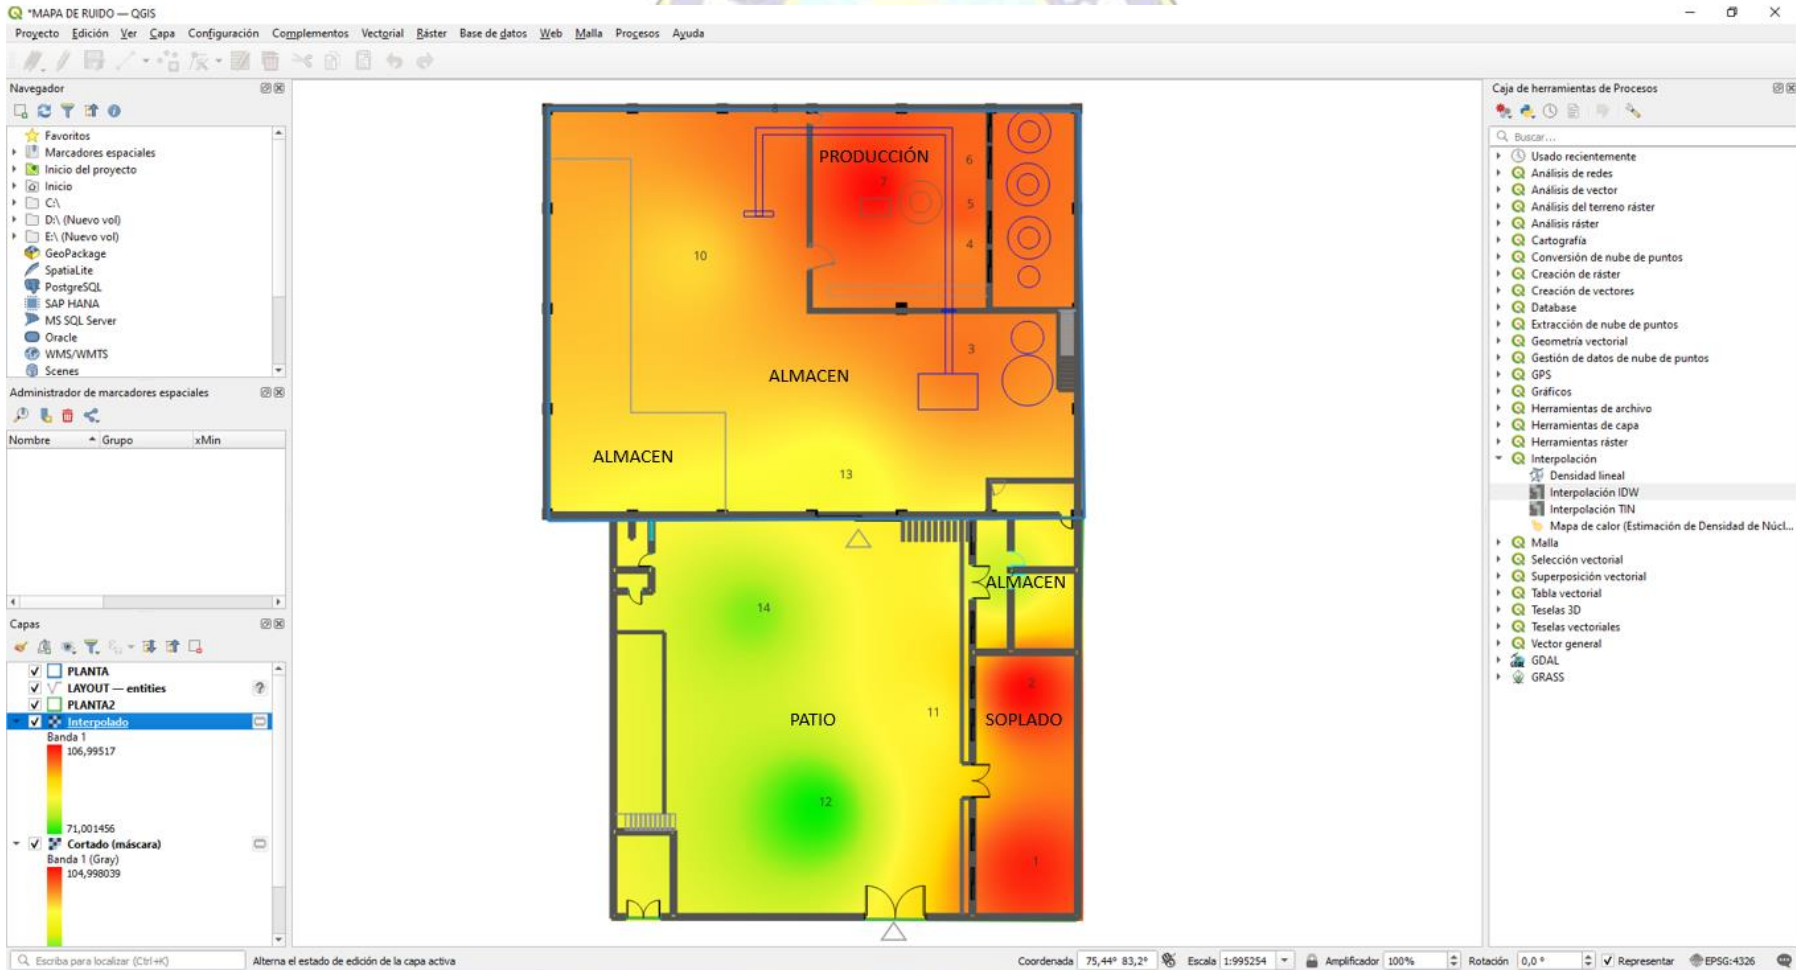 *MAPA DE RUIDO — QGIS
Proyecto Edición Ver Capa Configuración Complementos Vectorial Ráster Base de datos Web Malla Procesos Ayuda
Navegador
Favoritos
Marcadores espaciales
Inicio del proyecto
Inicio
C:\
D:\ (Nuevo vol)
E:\ (Nuevo vol)
GeoPackage
SpatiaLite
PostgreSQL
SAP HANA
MS SQL Server
Oracle
WMS/WMTS
Scenes
Administrador de marcadores espaciales
Nombre Grupo xMin
Capas
PLANTA
LAYOUT — entities
PLANTA2
Interpolado
Banda 1
106,99517
71,001456
Cortado (máscara)
Banda 1 (Gray)
104,998039
8
PRODUCCIÓN
6
7
5
4
10
3
ALMACEN
ALMACEN
13
ALMACEN
14
2
11
PATIO
SOPLADO
12
1
Caja de herramientas de Procesos
Buscar...
Usado recientemente
Análisis de redes
Análisis de vector
Análisis del terreno ráster
Análisis ráster
Cartografía
Conversión de nube de puntos
Creación de ráster
Creación de vectores
Database
Extracción de nube de puntos
Geometría vectorial
Gestión de datos de nube de puntos
GPS
Gráficos
Herramientas de archivo
Herramientas de capa
Herramientas ráster
Interpolación
Densidad lineal
Interpolación IDW
Interpolación TIN
Mapa de calor (Estimación de Densidad de Núcl...
Malla
Selección vectorial
Superposición vectorial
Tabla vectorial
Teselas 3D
Teselas vectoriales
Vector general
GDAL
GRASS
Escriba para localizar (Ctrl+K) Alterna el estado de edición de la capa activa Coordenada 75,44° 83,2° Escala 1:995254 Amplificador 100% Rotación 0,0 ° Representar EPSG:4326